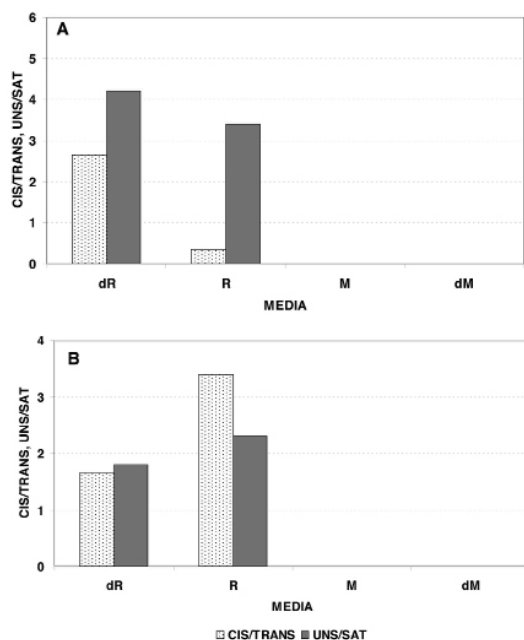 A
6
5
4
3
2
1
0
CIS/TRANS, UNS/SAT
dR R M dM
MEDIA
B
4
3
2
1
0
CIS/TRANS, UNS/SAT
dR R M dM
MEDIA
CIS/TRANS UNS/SAT